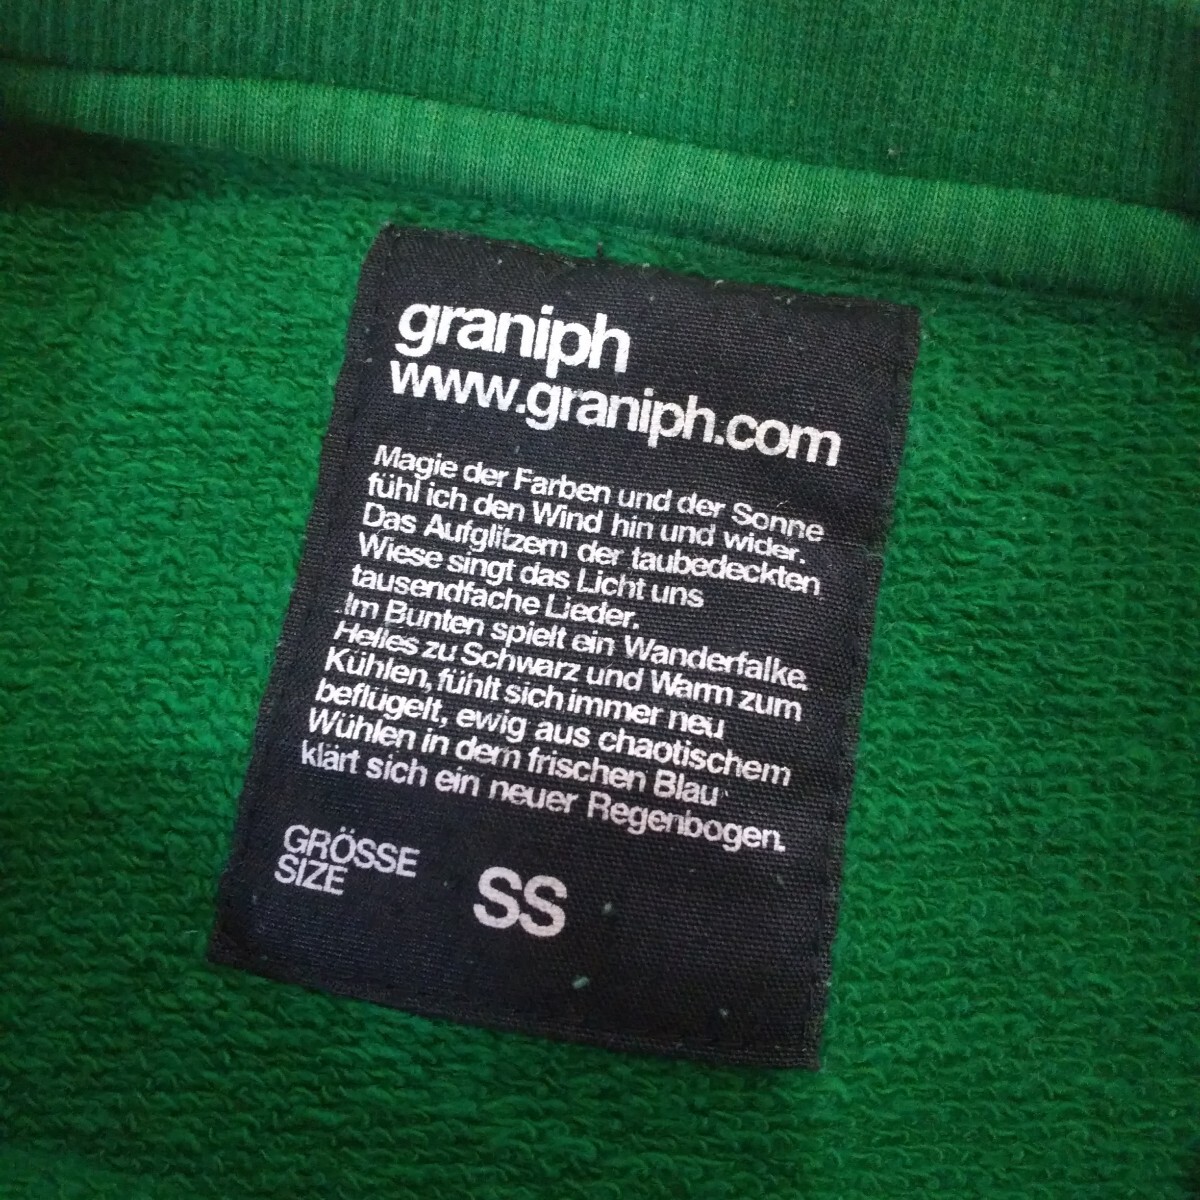 graniph
www.graniph.com
Magie der Farben und der Sonne
fühl ich den Wind hin und wider.
Das Aufglitzern der taubedeckten
Wiese singt das Licht uns
tausendfache Lieder.
Im Bunten spielt ein Wanderfalke.
Helles zu Schwarz und Warm zum
Kühlen, fühlt sich immer neu
beflügelt, ewig aus chaotischem
Wühlen in dem frischen Blau
klärt sich ein neuer Regenbogen.
GRÖSSE
SIZE
SS